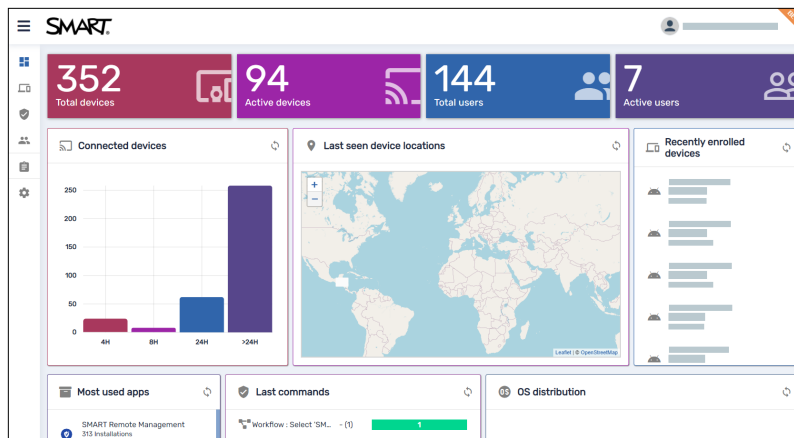 SMART.
352
Total devices
94
Active devices
144
Total users
7
Active users
Connected devices
250
200
150
100
50
0
4H
8H
24H
>24H
Last seen device locations
+
−
Leaflet | © OpenStreetMap
Recently enrolled
devices
Most used apps
SMART Remote Management
313 Installations
Last commands
Workflow : Select 'SM... - (1)
1
OS
OS distribution